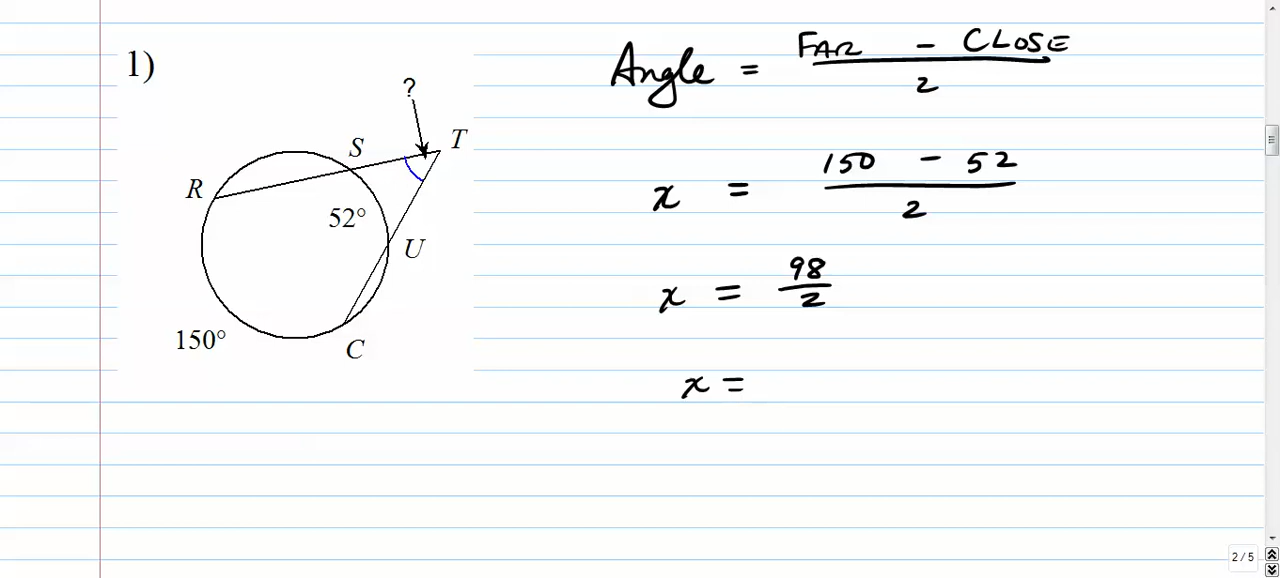 1)
?
S
T
R
52°
U
150°
C
Angle = FAR - CLOSE / 2
x = 150 - 52 / 2
x = 98 / 2
x =
2 / 5